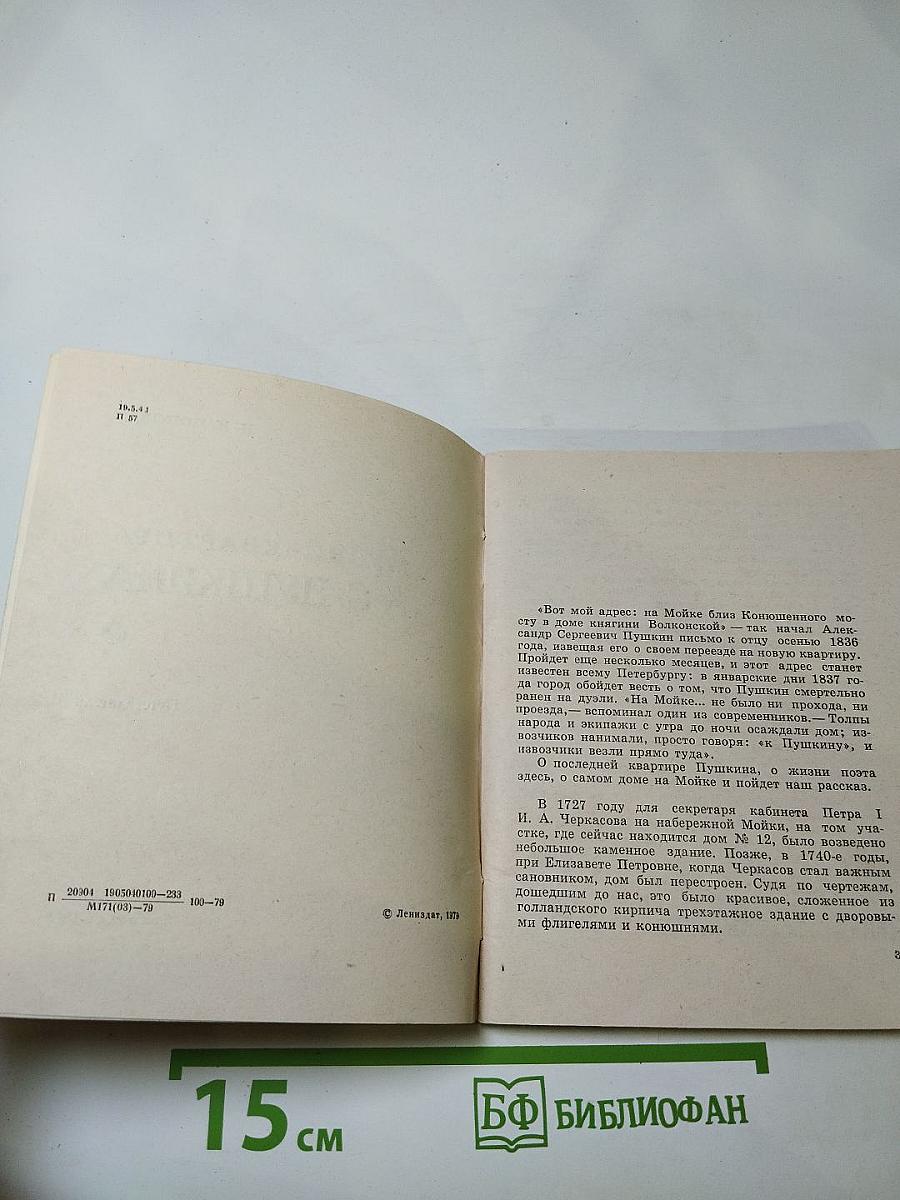 19.5.41
П 57
П 20904 1905040109—233 100—79
М171(03)—79
© Лениздат, 1979
«Вот мой адрес: на Мойке близ Конюшенного мо-
сту в доме княгини Волконской» — так начал Алек-
сандр Сергеевич Пушкин письмо к отцу осенью 1836
года, извещая его о своем переезде на новую квартиру.
Пройдет еще несколько месяцев, и этот адрес станет
известен всему Петербургу: в январские дни 1837 го-
да город обойдет весть о том, что Пушкин смертельно
ранен на дуэли. «На Мойке... не было ни прохода, ни
проезда,— вспоминал один из современников.— Толпы
народа и экипажи с утра до ночи осаждали дом; из-
возчиков нанимали, просто говоря: «к Пушкину», и
извозчики везли прямо туда».
О последней квартире Пушкина, о жизни поэта
здесь, о самом доме на Мойке и пойдет наш рассказ.
В 1727 году для секретаря кабинета Петра I
И. А. Черкасова на набережной Мойки, на том уча-
стке, где сейчас находится дом № 12, было возведено
небольшое каменное здание. Позже, в 1740-е годы,
при Елизавете Петровне, когда Черкасов стал важным
сановником, дом был перестроен. Судя по чертежам,
дошедшим до нас, это было красивое, сложенное из
голландского кирпича трехэтажное здание с дворовы-
ми флигелями и конюшнями.
3
15 см
БФ БИБЛИОФАН